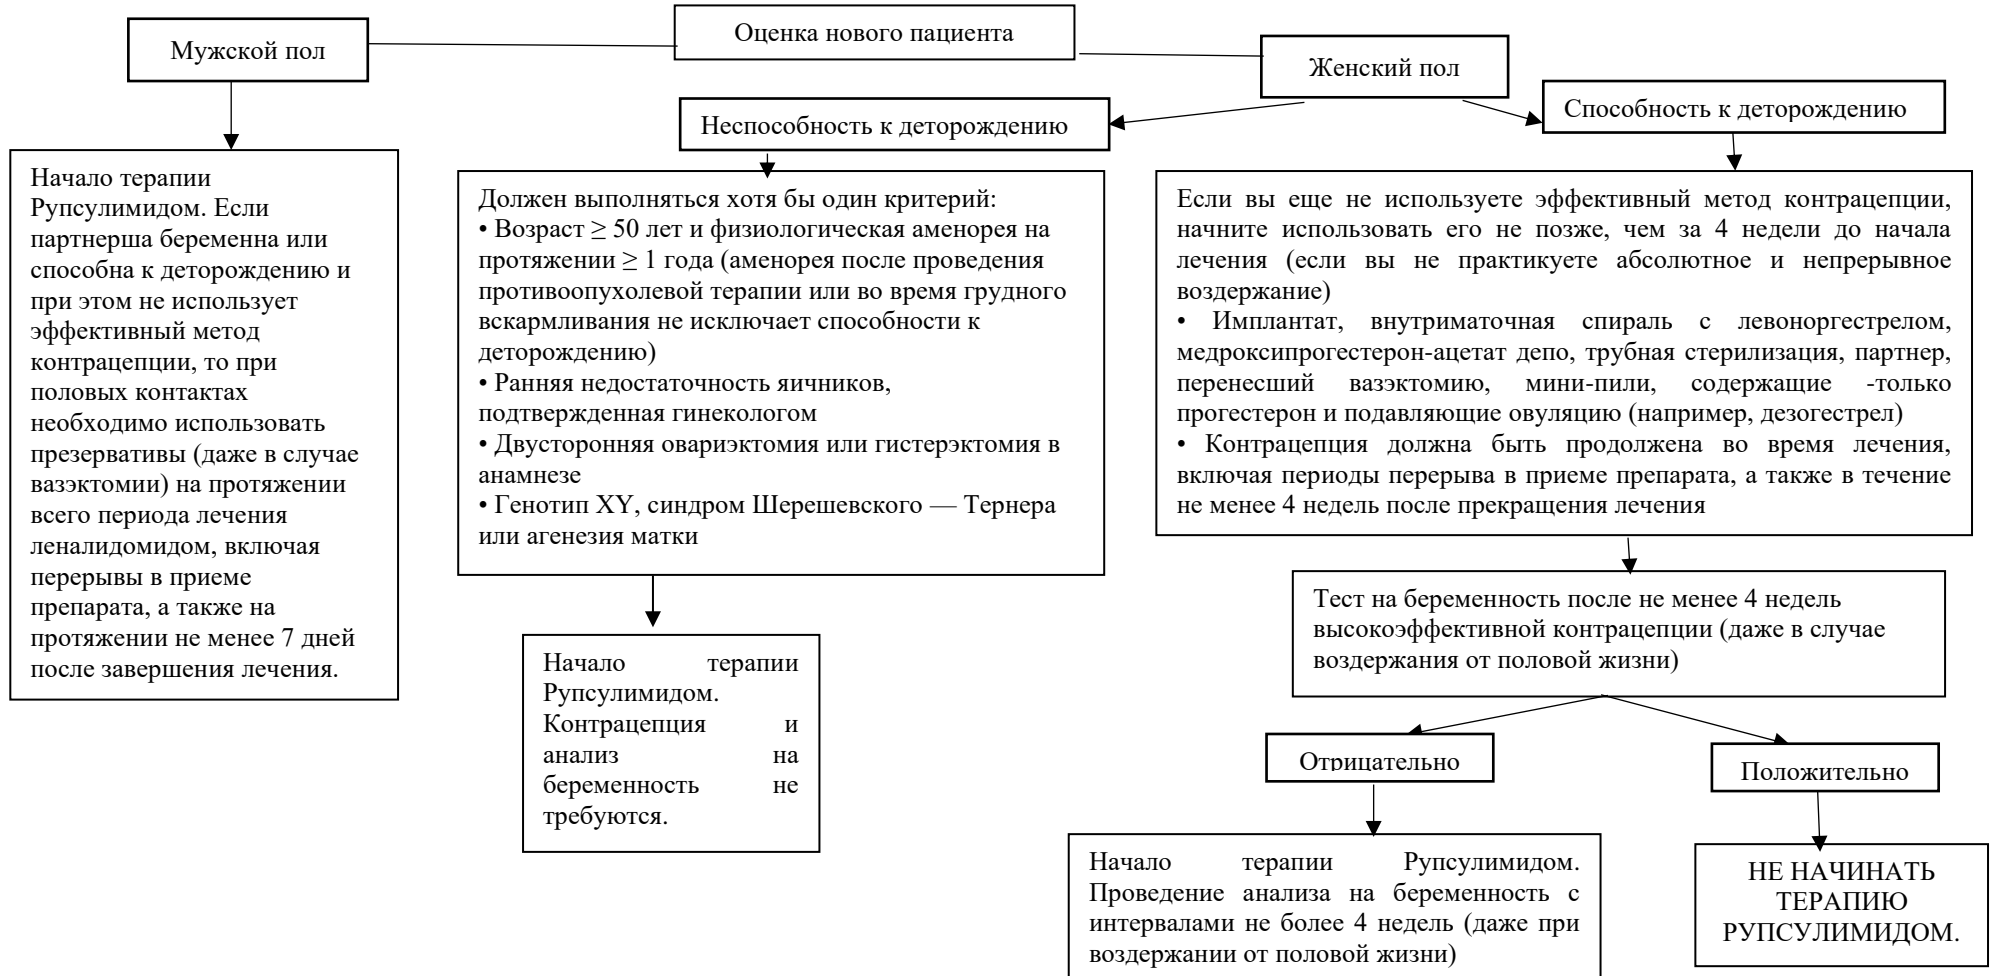 Оценка нового пациента
Мужской пол
Женский пол
Неспособность к деторождению
Способность к деторождению
Начало терапии
Рупсулимидом. Если
партнерша беременна или
способна к деторождению и
при этом не использует
эффективный метод
контрацепции, то при
половых контактах
необходимо использовать
презервативы (даже в случае
вазэктомии) на протяжении
всего периода лечения
леналидомидом, включая
перерывы в приеме
препарата, а также на
протяжении не менее 7 дней
после завершения лечения.
Должен выполняться хотя бы один критерий:
• Возраст ≥ 50 лет и физиологическая аменорея на
протяжении ≥ 1 года (аменорея после проведения
противоопухолевой терапии или во время грудного
вскармливания не исключает способности к
деторождению)
• Ранняя недостаточность яичников,
подтвержденная гинекологом
• Двусторонняя овариэктомия или гистерэктомия в
анамнезе
• Генотип XY, синдром Шерешевского — Тернера
или агенезия матки
Начало терапии
Рупсулимидом.
Контрацепция и
анализ на
беременность не
требуются.
Если вы еще не используете эффективный метод контрацепции,
начните использовать его не позже, чем за 4 недели до начала
лечения (если вы не практикуете абсолютное и непрерывное
воздержание)
• Имплантат, внутриматочная спираль с левоноргестрелом,
медроксипрогестерон-ацетат депо, трубная стерилизация, партнер,
перенесший вазэктомию, мини-пили, содержащие -только
прогестерон и подавляющие овуляцию (например, дезогестрел)
• Контрацепция должна быть продолжена во время лечения,
включая периоды перерыва в приеме препарата, а также в течение
не менее 4 недель после прекращения лечения
Тест на беременность после не менее 4 недель
высокоэффективной контрацепции (даже в случае
воздержания от половой жизни)
Отрицательно
Положительно
Начало терапии Рупсулимидом.
Проведение анализа на беременность с
интервалами не более 4 недель (даже при
воздержании от половой жизни)
НЕ НАЧИНАТЬ
ТЕРАПИЮ
РУПСУЛИМИДОМ.